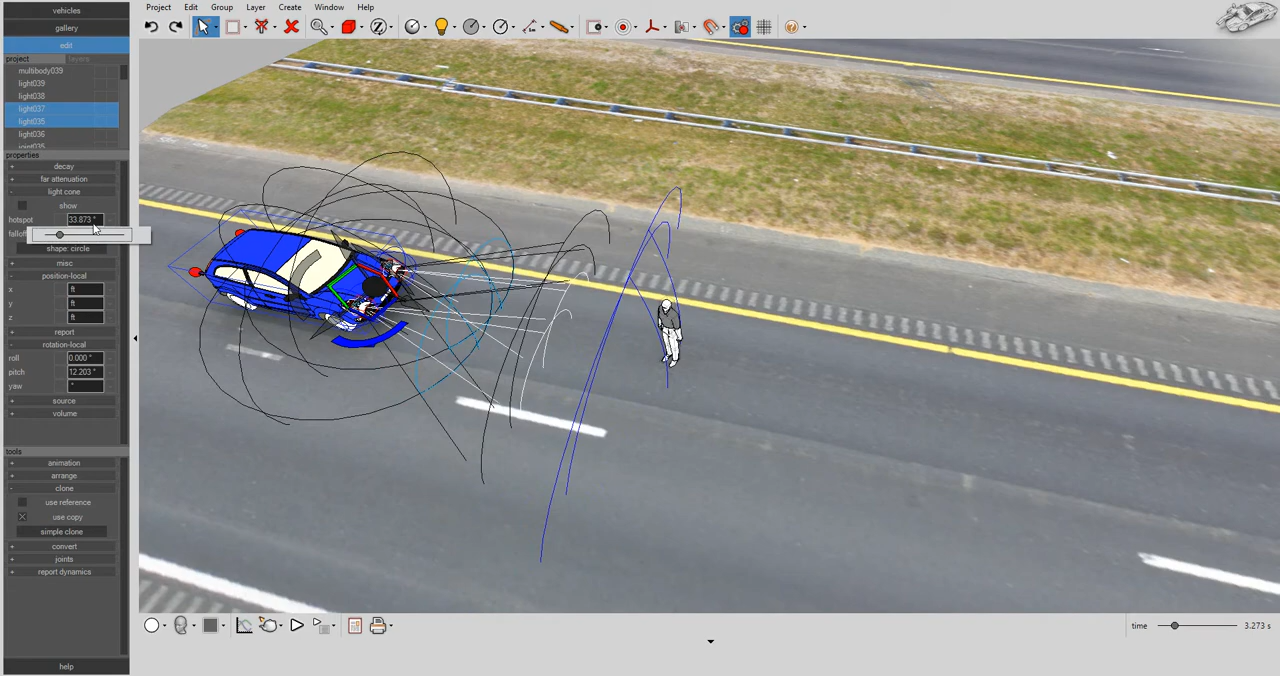 vehicles
gallery
edit
project layers
multibody039
light039
light038
light037
light035
light036
joint035
properties
+ decay
+ far attenuation
- light cone
show
hotspot 33.873 °
falloff
shape: circle
+ misc
- position-local
x ft
y ft
z ft
+ report
- rotation-local
roll 0.000 °
pitch 12.203 °
yaw °
+ source
+ volume
tools
+ animation
+ arrange
- clone
use reference
use copy
simple clone
+ convert
+ joints
+ report dynamics
help
Project Edit Group Layer Create Window Help
time 3.273 s